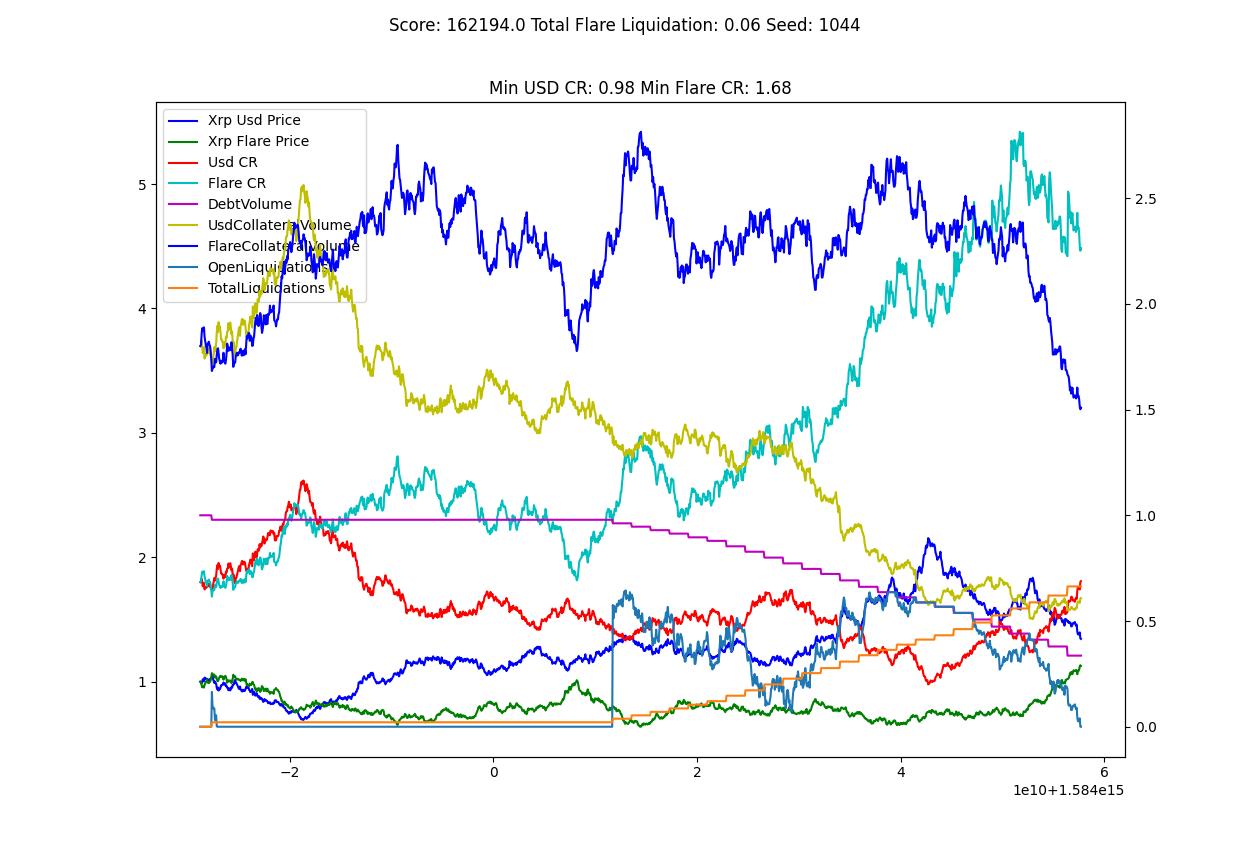 Score: 162194.0 Total Flare Liquidation: 0.06 Seed: 1044
Min USD CR: 0.98 Min Flare CR: 1.68
Xrp Usd Price
Xrp Flare Price
Usd CR
Flare CR
DebtVolume
UsdCollateralVolume
FlareCollateralVolume
OpenLiquidations
TotalLiquidations
5
4
3
2
1
2.5
2.0
1.5
1.0
0.5
0.0
−2
0
2
4
6
1e10+1.584e15